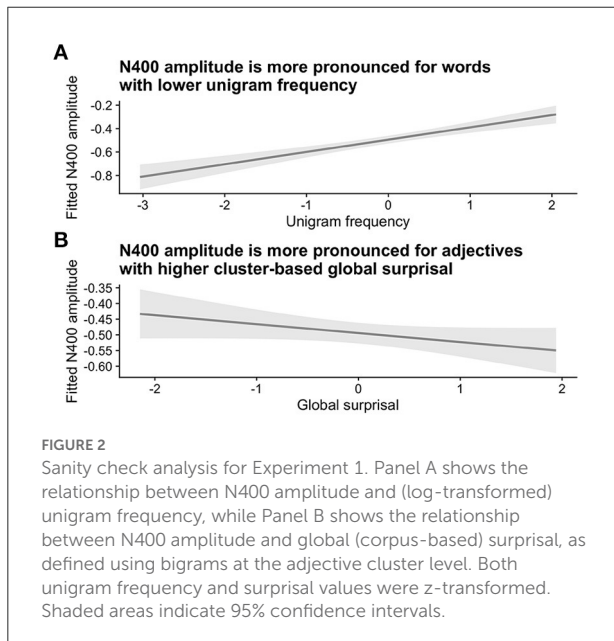 A
N400 amplitude is more pronounced for words
with lower unigram frequency
Fitted N400 amplitude
-0.2
-0.4
-0.6
-0.8
-3 -2 -1 0 1 2
Unigram frequency
B
N400 amplitude is more pronounced for adjectives
with higher cluster-based global surprisal
Fitted N400 amplitude
-0.35
-0.40
-0.45
-0.50
-0.55
-0.60
-2 -1 0 1 2
Global surprisal
FIGURE 2
Sanity check analysis for Experiment 1. Panel A shows the
relationship between N400 amplitude and (log-transformed)
unigram frequency, while Panel B shows the relationship
between N400 amplitude and global (corpus-based) surprisal, as
defined using bigrams at the adjective cluster level. Both
unigram frequency and surprisal values were z-transformed.
Shaded areas indicate 95% confidence intervals.